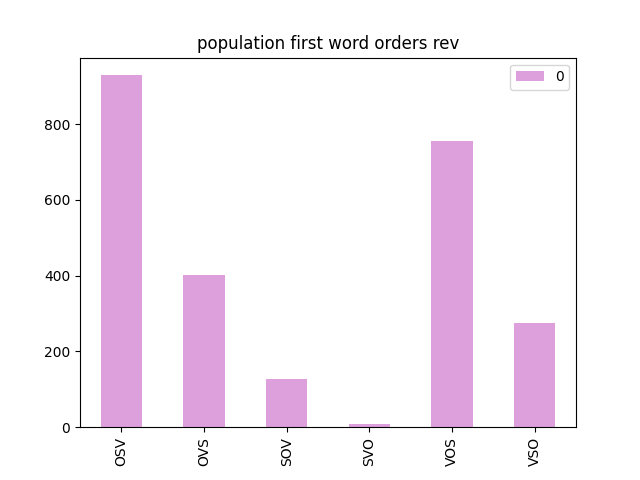 population first word orders rev
0
800
600
400
200
0
OSV
OVS
SOV
SVO
VOS
VSO